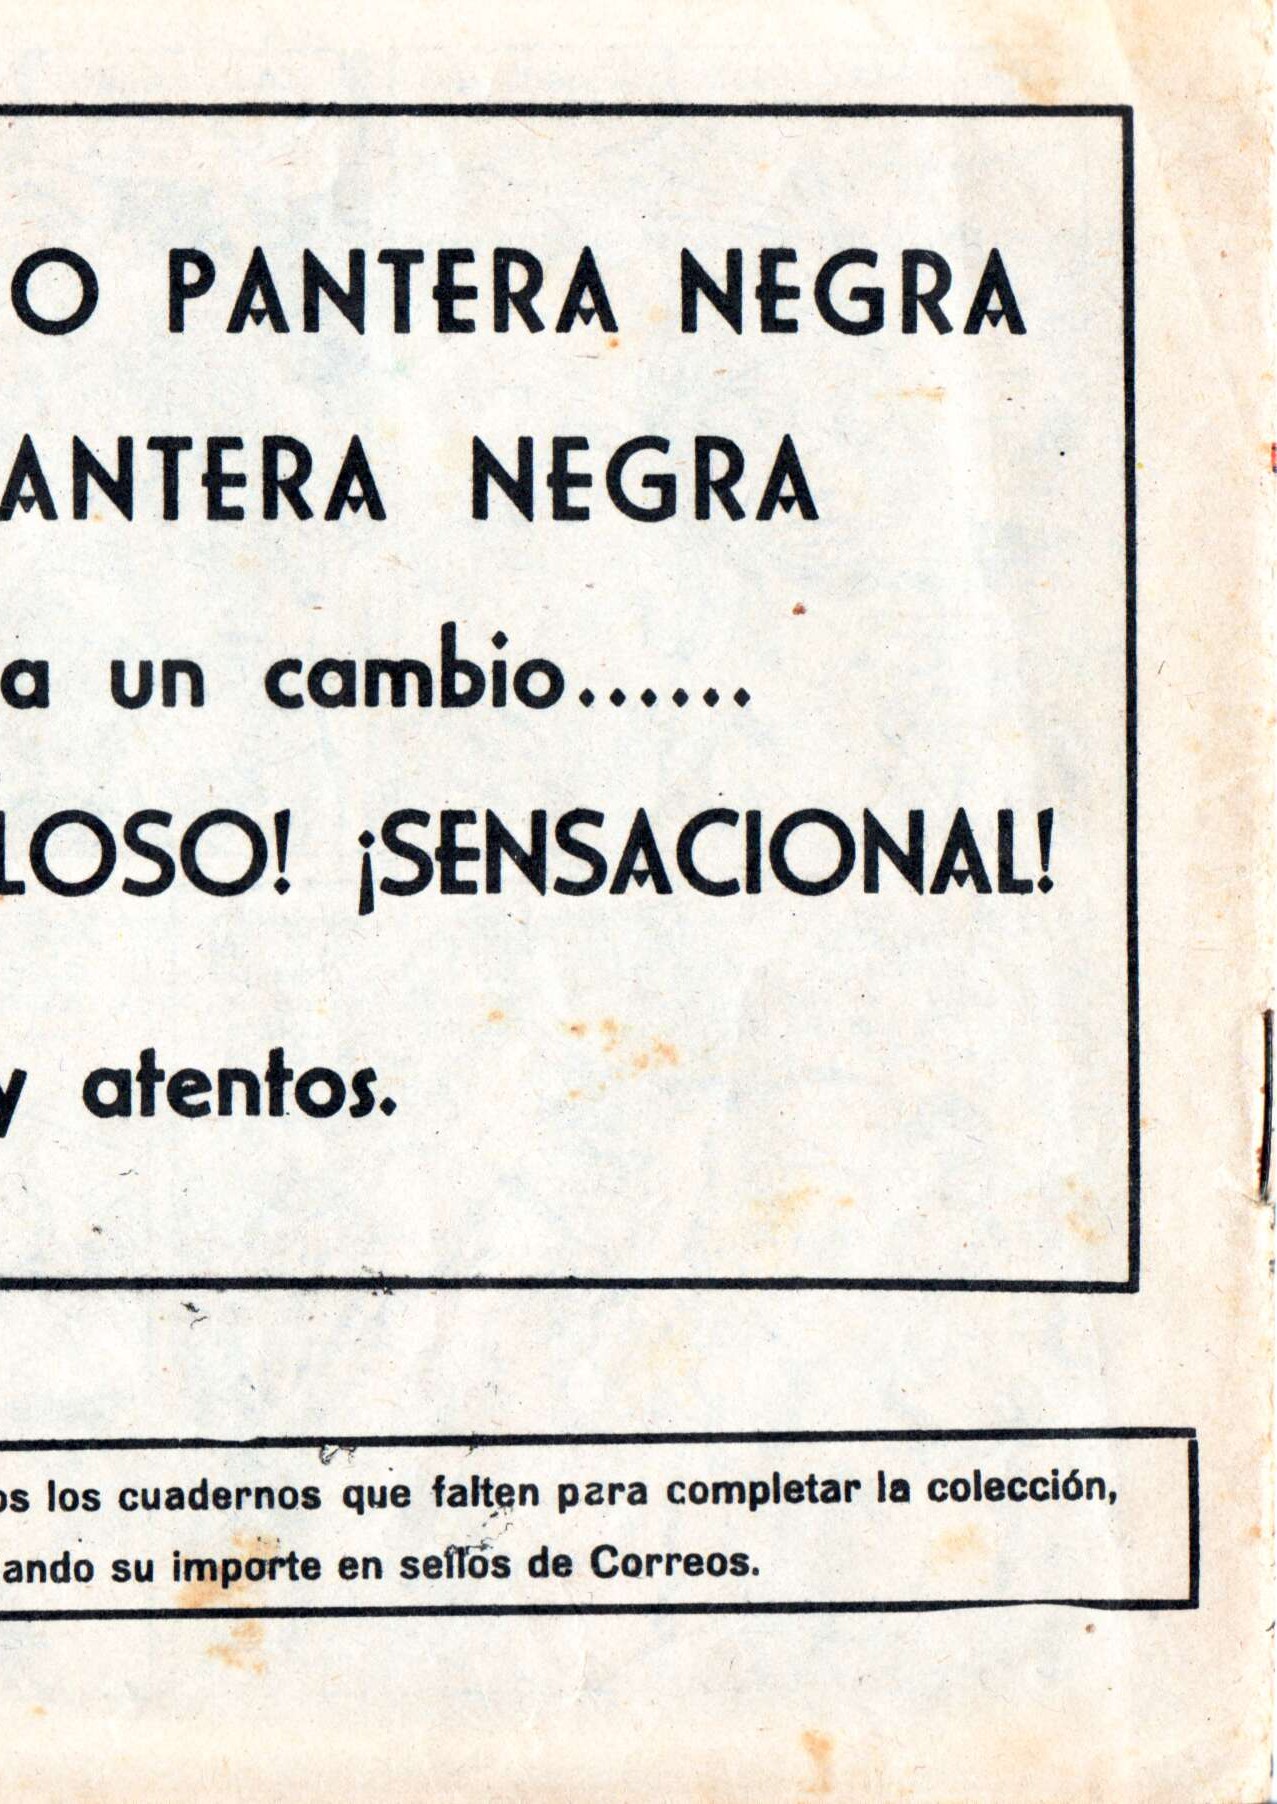 O PANTERA NEGRA
ANTERA NEGRA
a un cambio......
LOSO! ¡SENSACIONAL!
y atentos.
os los cuadernos que falten para completar la colección,
ando su importe en sellos de Correos.